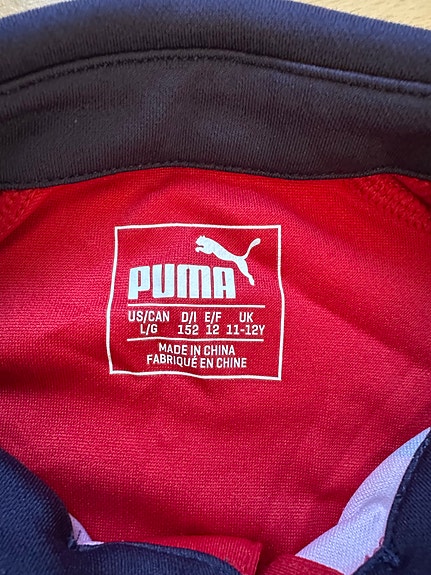 PUMA
US/CAN D/I E/F UK
L/G 152 12 11-12Y
MADE IN CHINA
FABRIQUÉ EN CHINE